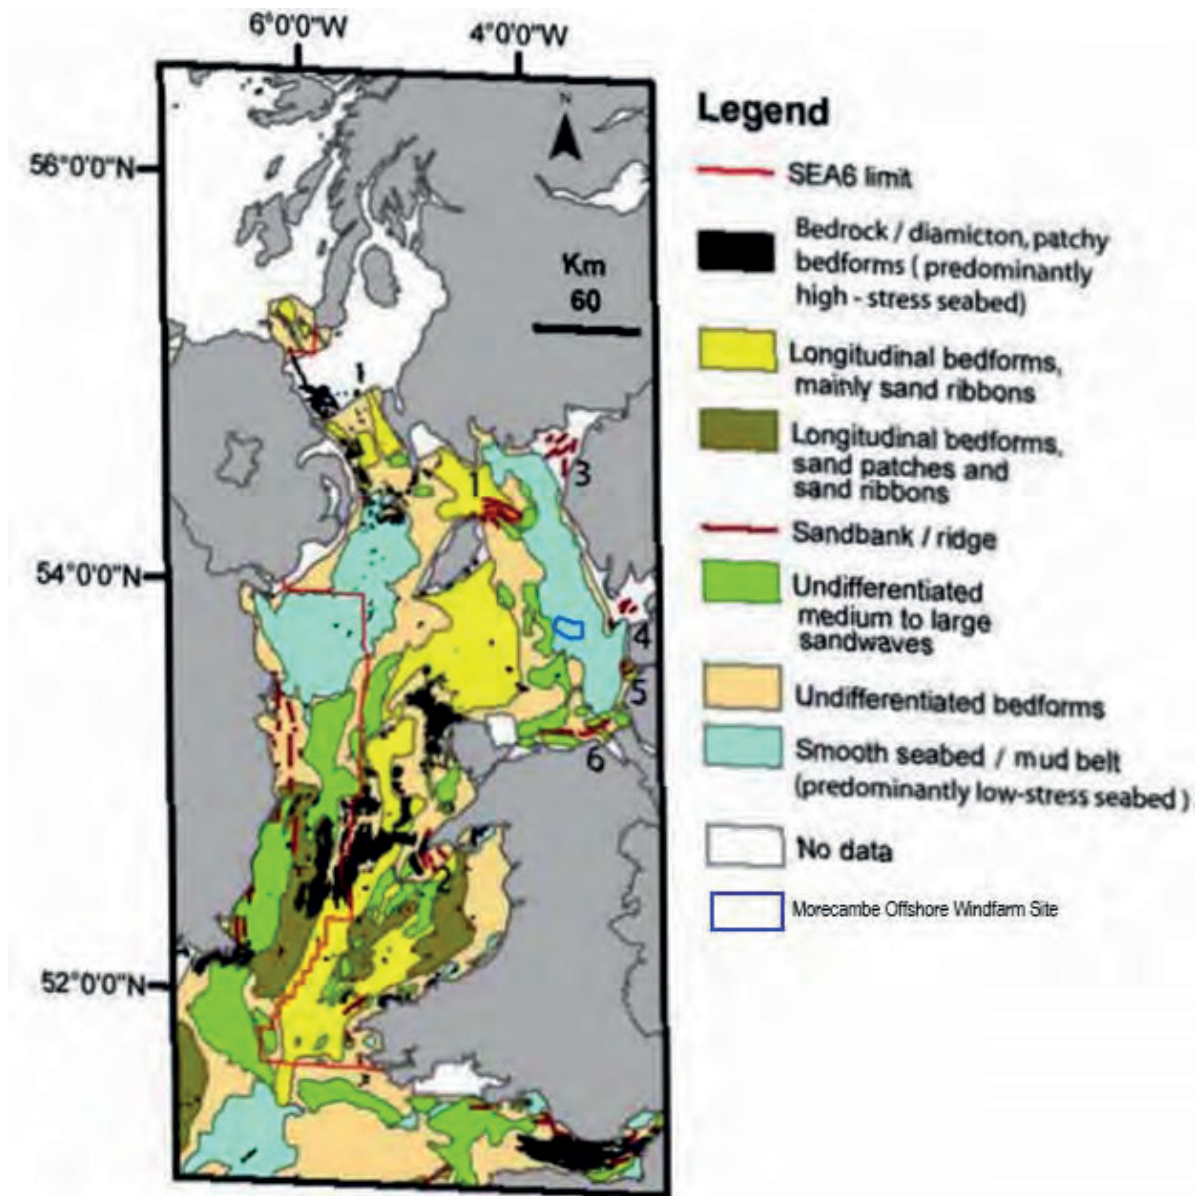 6°0'0"W
4°0'0"W
56°0'0"N
54°0'0"N
52°0'0"N
N
Km
60
1
3
4
5
6
2
Legend
SEA6 limit
Bedrock / diamicton, patchy
bedforms ( predominantly
high - stress seabed)
Longitudinal bedforms,
mainly sand ribbons
Longitudinal bedforms,
sand patches and
sand ribbons
Sandbank / ridge
Undifferentiated
medium to large
sandwaves
Undifferentiated bedforms
Smooth seabed / mud belt
(predominantly low-stress seabed )
No data
Morecambe Offshore Windfarm Site